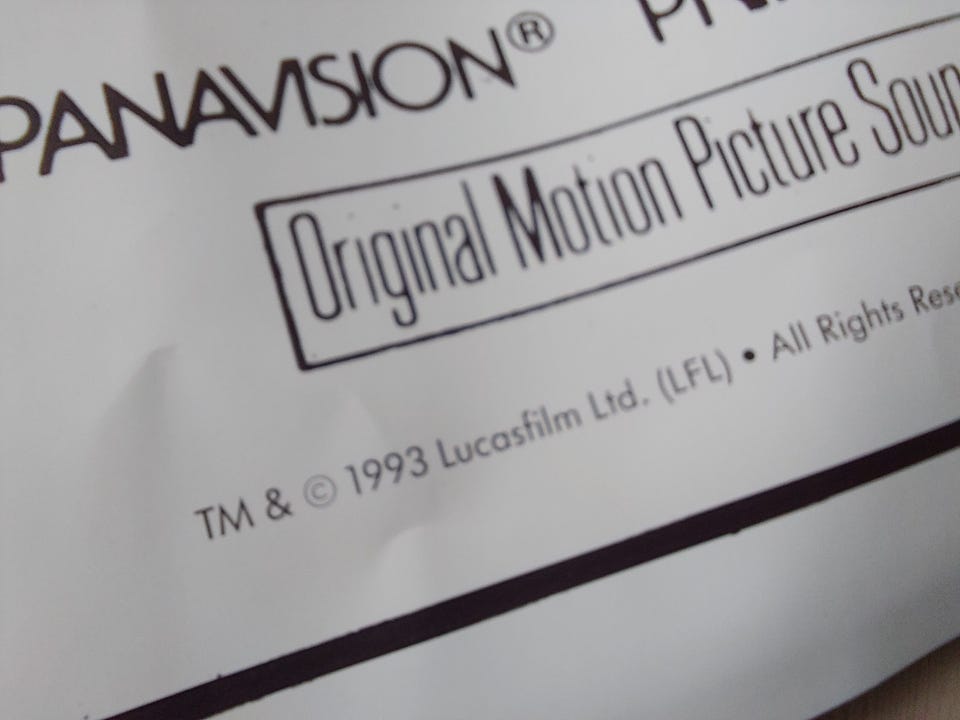 PANAVISION®
Original Motion Picture
TM & © 1993 Lucasfilm Ltd. (LFL) • All Rights